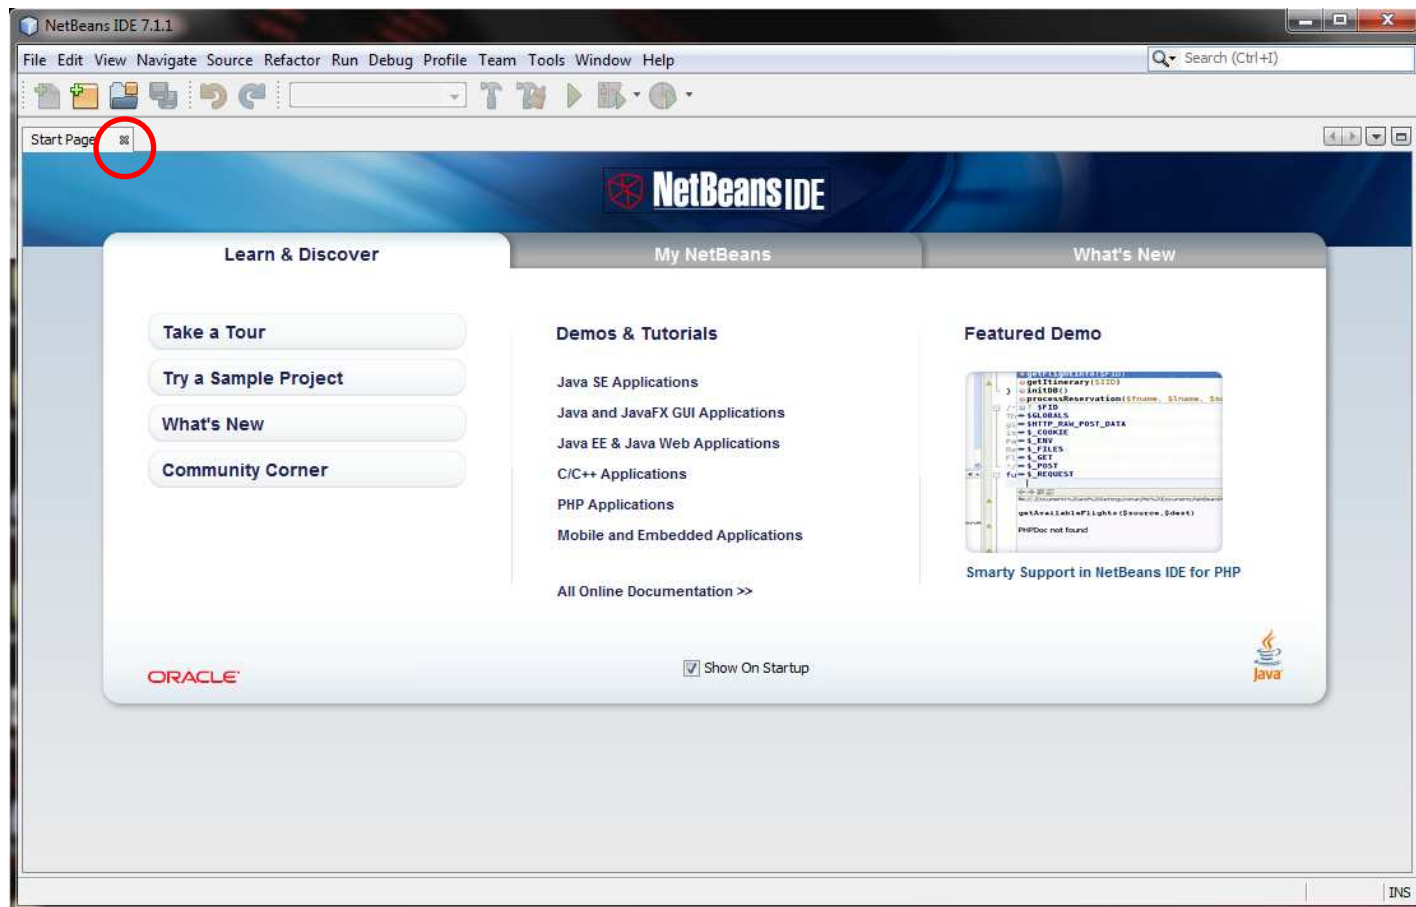 NetBeans IDE 7.1.1
File Edit View Navigate Source Refactor Run Debug Profile Team Tools Window Help
Search (Ctrl+I)
Start Page
NetBeans IDE
Learn & Discover
My NetBeans
What's New
Take a Tour
Try a Sample Project
What's New
Community Corner
Demos & Tutorials
Java SE Applications
Java and JavaFX GUI Applications
Java EE & Java Web Applications
C/C++ Applications
PHP Applications
Mobile and Embedded Applications
All Online Documentation >>
Featured Demo
getItinerary($IID)
initDB()
processReservation($fname, $lname,
$FID
$GLOBALS
$HTTP_RAW_POST_DATA
$_COOKIE
$_ENV
$_FILES
$_GET
$_POST
$_REQUEST
getAvailableFlights($source,$dest)
PHPDoc not found
Smarty Support in NetBeans IDE for PHP
ORACLE
Show On Startup
Java
INS